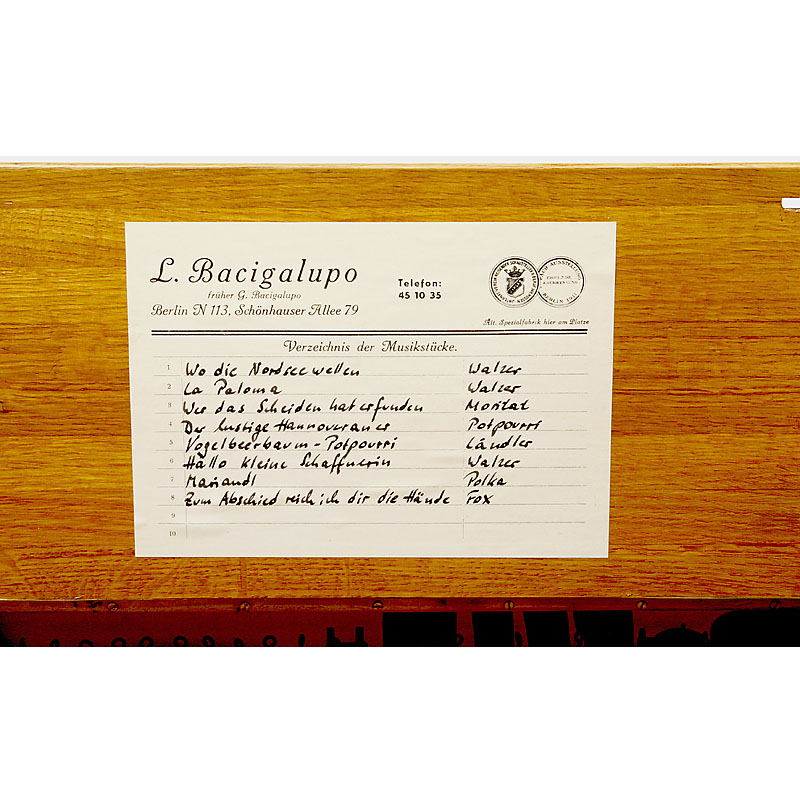 L. Bacigalupo
früher G. Bacigalupo
Berlin N 113, Schönhauser Allee 79
Telefon:
45 10 35
Ält. Spezialfabrik hier am Platze
Verzeichnis der Musikstücke.
1 Wo die Nordseewellen Walzer
2 La Paloma Walzer
3 Wer das Scheiden hat erfunden Moritat
4 Der lustige Hannoveraner Potpourri
5 Vogelbeerbaum - Potpourri Ländler
6 Hallo kleine Schaffnerin Walzer
7 Mariandl Polka
8 Zum Abschied reich ich dir die Hände Fox
9
10